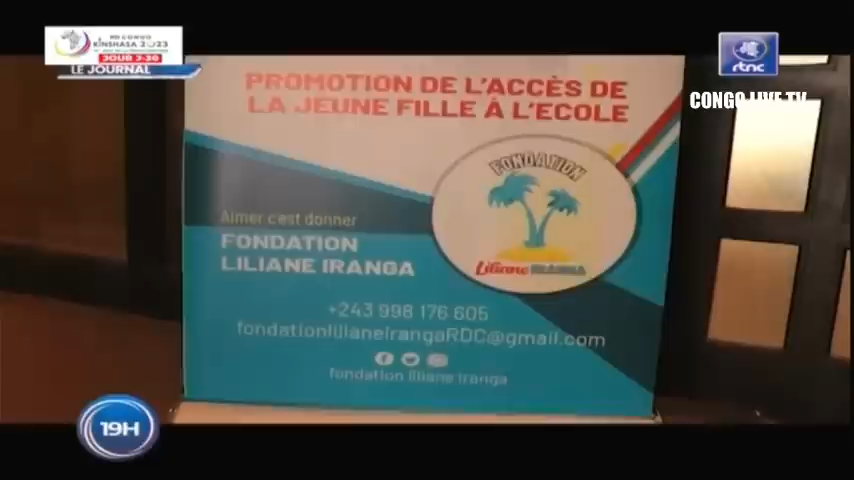 RD CONGO
KINSHASA 2023
JOUR J-30
LE JOURNAL
rtnc
CONGO LIVE TV
PROMOTION DE L'ACCÈS DE
LA JEUNE FILLE À L'ECOLE
FONDATION
Liliane IRANGA
Aimer c'est donner
FONDATION
LILIANE IRANGA
+243 998 176 605
fondationlilianeirangaRDC@gmail.com
fondation liliane iranga
19H